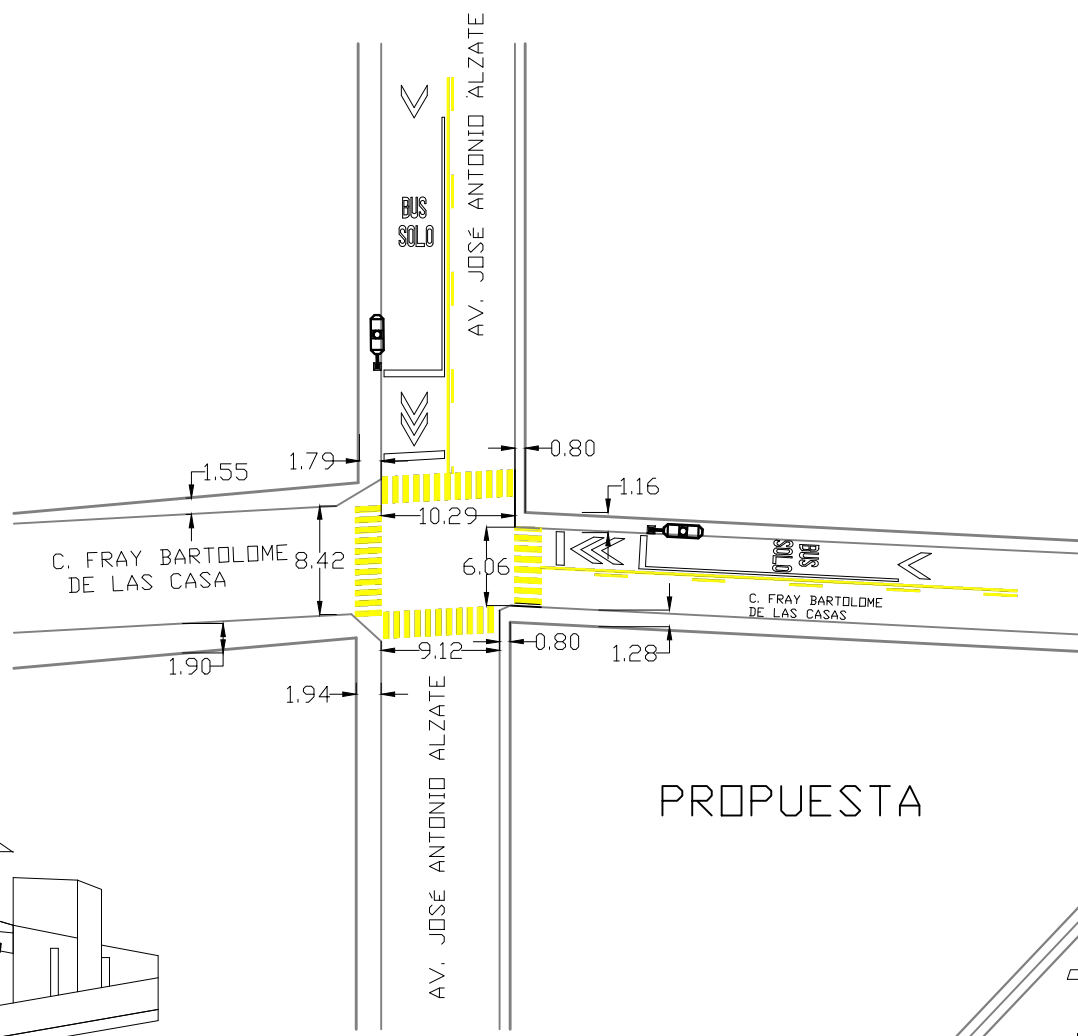 AV. JOSÉ ANTONIO ALZATE
BUS
SOLO
1.79
0.80
1.55
1.16
10.29
C. FRAY BARTOLOME
DE LAS CASA
8.42
6.06
BUS
SOLO
C. FRAY BARTOLOME
DE LAS CASAS
1.90
9.12
0.80
1.28
1.94
AV. JOSÉ ANTONIO ALZATE
PROPUESTA